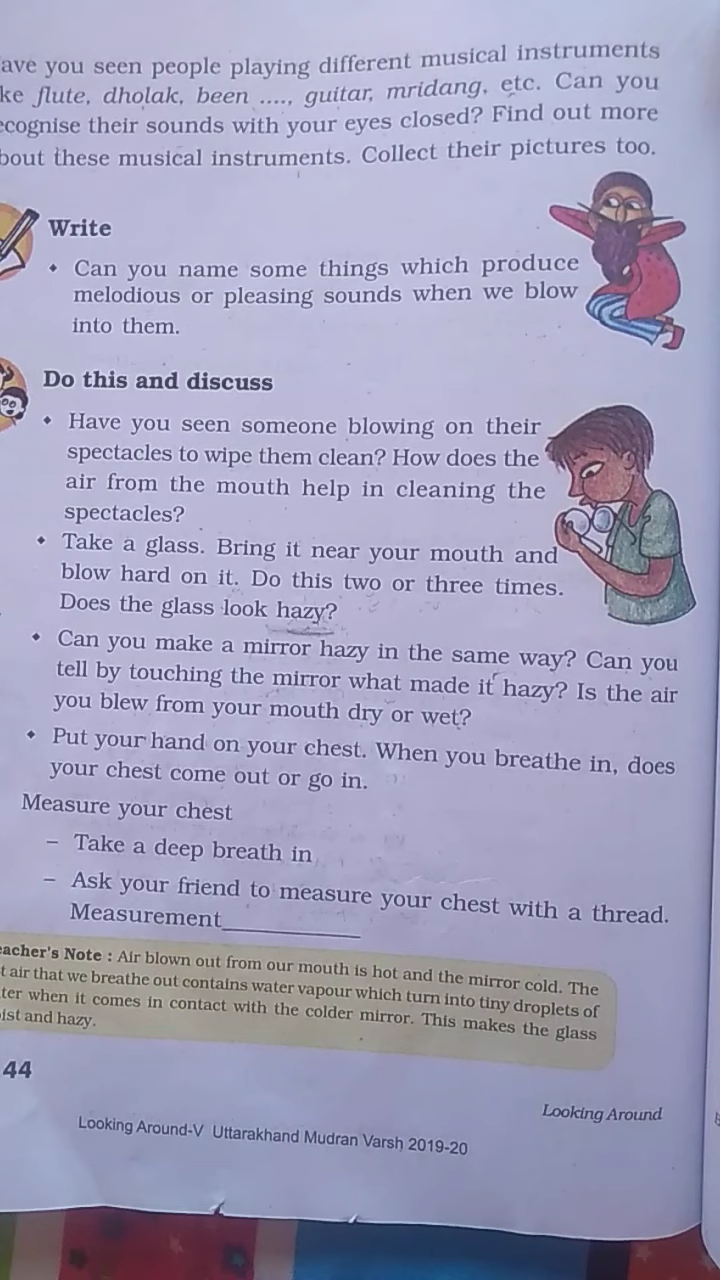 ave you seen people playing different musical instruments
ke flute, dholak, been ...., guitar, mridang, etc. Can you
ecognise their sounds with your eyes closed? Find out more
bout these musical instruments. Collect their pictures too.
Write
• Can you name some things which produce
melodious or pleasing sounds when we blow
into them.
Do this and discuss
• Have you seen someone blowing on their
spectacles to wipe them clean? How does the
air from the mouth help in cleaning the
spectacles?
• Take a glass. Bring it near your mouth and
blow hard on it. Do this two or three times.
Does the glass look hazy?
• Can you make a mirror hazy in the same way? Can you
tell by touching the mirror what made it hazy? Is the air
you blew from your mouth dry or wet?
• Put your hand on your chest. When you breathe in, does
your chest come out or go in.
Measure your chest
– Take a deep breath in
– Ask your friend to measure your chest with a thread.
Measurement____________
eacher's Note : Air blown out from our mouth is hot and the mirror cold. The
t air that we breathe out contains water vapour which turn into tiny droplets of
ter when it comes in contact with the colder mirror. This makes the glass
ist and hazy.
44
Looking Around
Looking Around-V Uttarakhand Mudran Varsh 2019-20